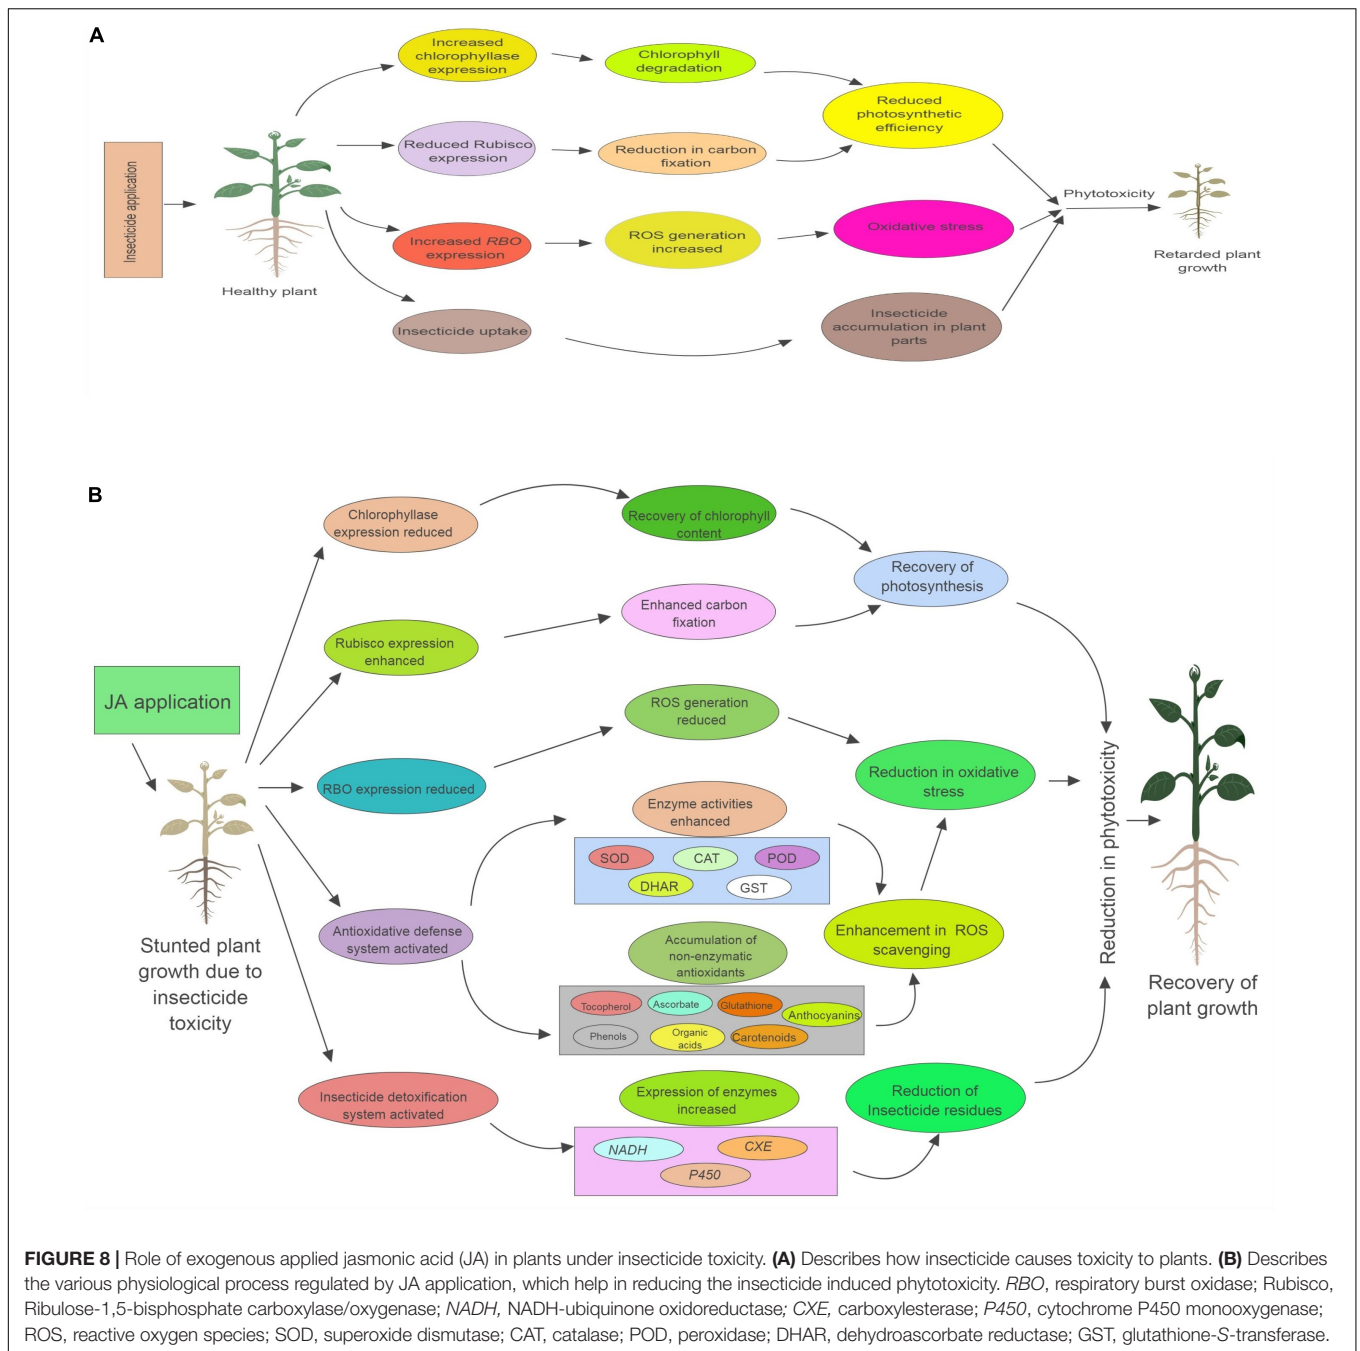 A
Increased
chlorophyllase
expression
Chlorophyll
degradation
Reduced
photosynthetic
efficiency
Insecticide application
Reduced Rubisco
expression
Reduction in carbon
fixation
Phytotoxicity
Increased RBO
expression
ROS generation
increased
Oxidative stress
Retarded plant
growth
Healthy plant
Insecticide uptake
Insecticide
accumulation in plant
parts
B
Chlorophyllase
expression reduced
Recovery of chlorophyll
content
Recovery of
photosynthesis
Rubisco expression
enhanced
Enhanced carbon
fixation
JA application
ROS generation
reduced
RBO expression reduced
Reduction in oxidative
stress
Enzyme activities
enhanced
SOD
CAT
POD
DHAR
GST
Reduction in phytotoxicity
Antioxidative defense
system activated
Enhancement in ROS
scavenging
Accumulation of
non-enzymatic
antioxidants
Tocopherol
Ascorbate
Glutathione
Anthocyanins
Phenols
Organic
acids
Carotenoids
Stunted plant
growth due to
insecticide
toxicity
Recovery of
plant growth
Insecticide detoxification
system activated
Expression of enzymes
increased
Reduction of
Insecticide residues
NADH
CXE
P450
FIGURE 8 | Role of exogenous applied jasmonic acid (JA) in plants under insecticide toxicity. (A) Describes how insecticide causes toxicity to plants. (B) Describes
the various physiological process regulated by JA application, which help in reducing the insecticide induced phytotoxicity. RBO, respiratory burst oxidase; Rubisco,
Ribulose-1,5-bisphosphate carboxylase/oxygenase; NADH, NADH-ubiquinone oxidoreductase; CXE, carboxylesterase; P450, cytochrome P450 monooxygenase;
ROS, reactive oxygen species; SOD, superoxide dismutase; CAT, catalase; POD, peroxidase; DHAR, dehydroascorbate reductase; GST, glutathione-S-transferase.